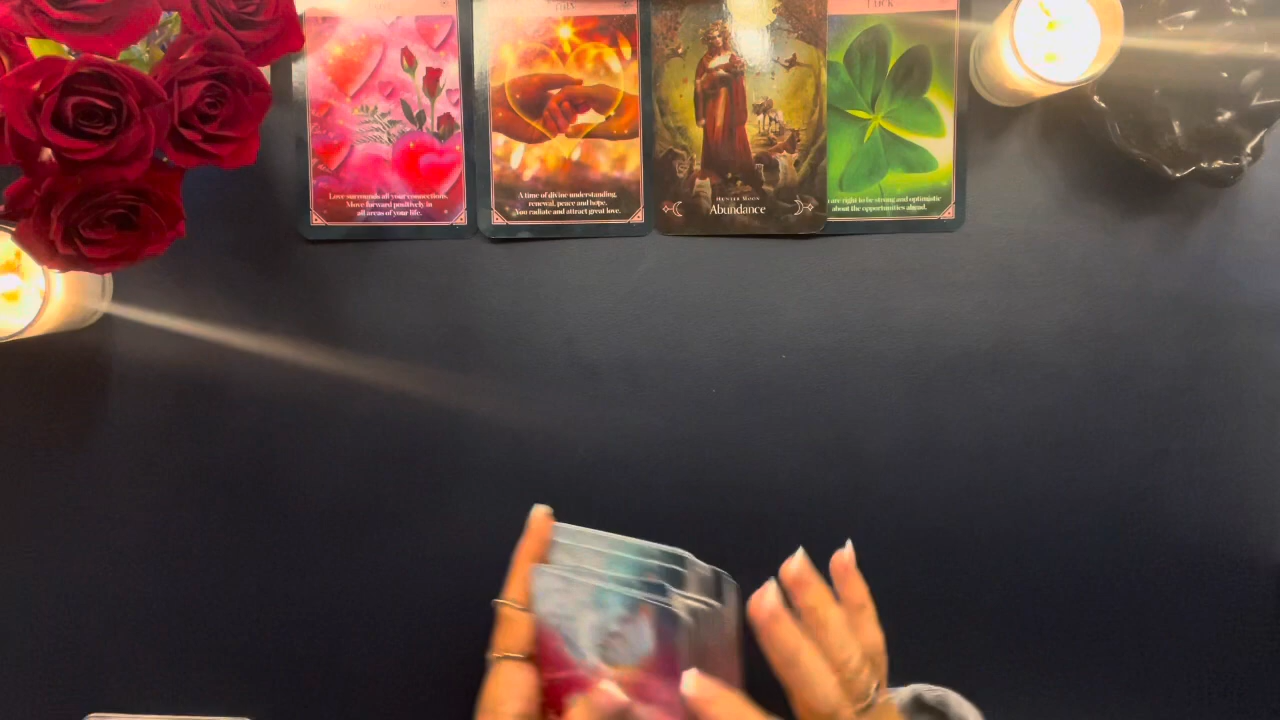 LUCK
Love surrounds all your connections.
Move forward positively in
all areas of your life.
A time of divine understanding,
renewal, peace and hope.
You radiate and attract great love.
HUNTER MOON
Abundance
are right to be strong and optimistic
about the opportunities ahead.